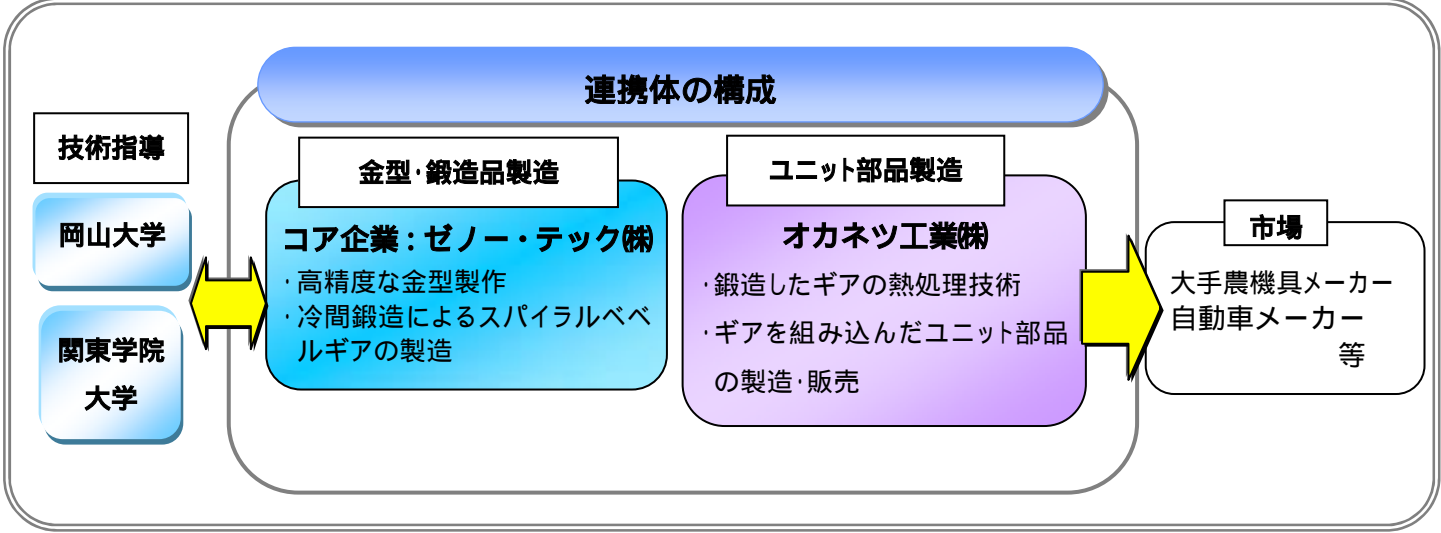 連携体の構成
技術指導
岡山大学
関東学院
大学
金型・鍛造品製造
コア企業：ゼノー・テック㈱
・高精度な金型製作
・冷間鍛造によるスパイラルベベ
ルギアの製造
ユニット部品製造
オカネツ工業㈱
・鍛造したギアの熱処理技術
・ギアを組み込んだユニット部品
の製造・販売
市場
大手農機具メーカー
自動車メーカー
等